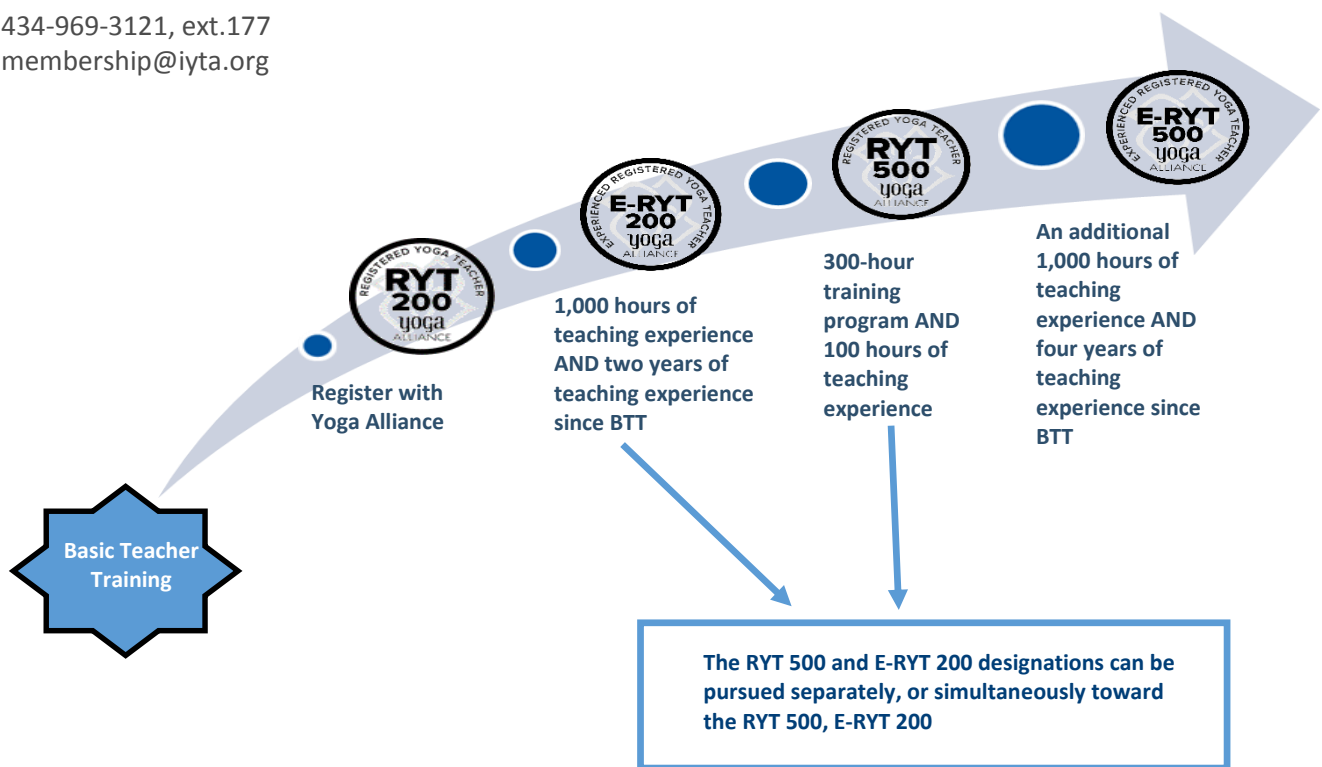 434-969-3121, ext.177
membership@iyta.org
REGISTERED YOGA TEACHER
RYT
200
yoga
ALLIANCE
Register with
Yoga Alliance
EXPERIENCED REGISTERED YOGA TEACHER
E-RYT
200
yoga
ALLIANCE
1,000 hours of
teaching experience
AND two years of
teaching experience
since BTT
REGISTERED YOGA TEACHER
RYT
500
yoga
ALLIANCE
300-hour
training
program AND
100 hours of
teaching
experience
EXPERIENCED REGISTERED YOGA TEACHER
E-RYT
500
yoga
ALLIANCE
An additional
1,000 hours of
teaching
experience AND
four years of
teaching
experience since
BTT
Basic Teacher
Training
The RYT 500 and E-RYT 200 designations can be
pursued separately, or simultaneously toward
the RYT 500, E-RYT 200